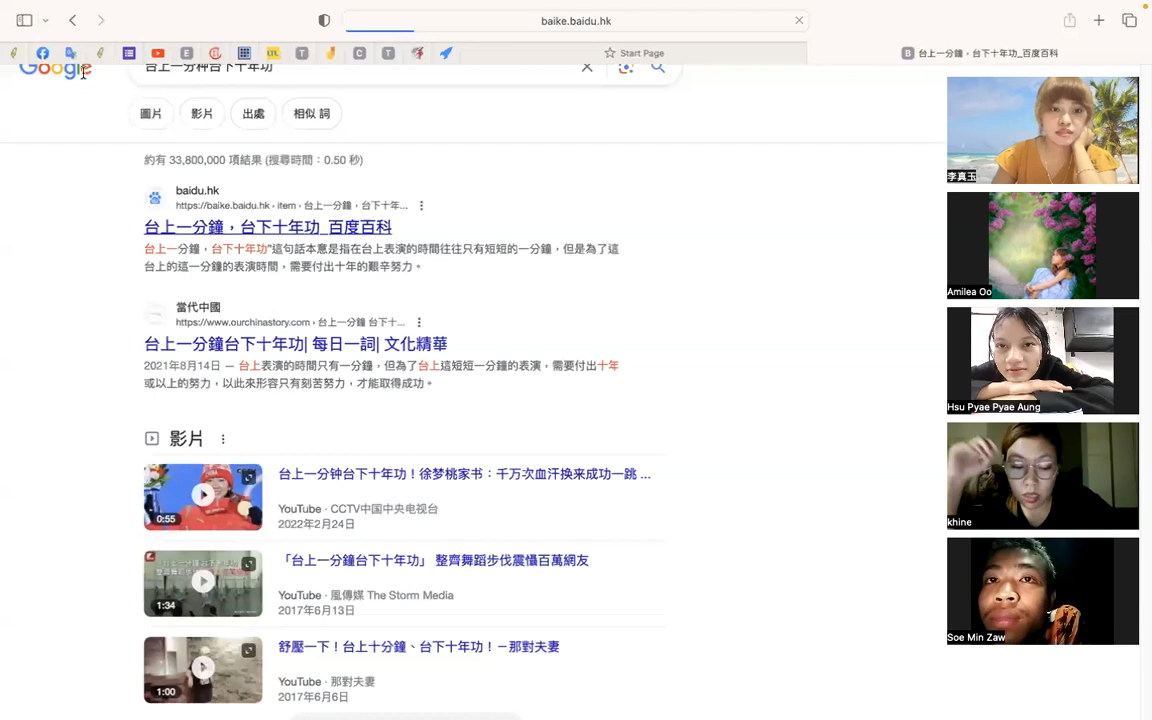 baike.baidu.hk
Start Page
台上一分鐘，台下十年功_百度百科
Google
台上一分钟台下十年功
圖片
影片
出處
相似 詞
約有 33,800,000 項結果 (搜尋時間：0.50 秒)
baidu.hk
https://baike.baidu.hk › item › 台上一分鐘，台下十年...
台上一分鐘，台下十年功_百度百科
台上一分鐘，台下十年功"這句話本意是指在台上表演的時間往往只有短短的一分鐘，但是為了這
台上的這一分鐘的表演時間，需要付出十年的艱辛努力。
當代中國
https://www.ourchinastory.com › 台上一分鐘 台下十...
台上一分鐘台下十年功| 每日一詞| 文化精華
2021年8月14日 — 台上表演的時間只有一分鐘，但為了台上這短短一分鐘的表演，需要付出十年
或以上的努力，以此來形容只有刻苦努力，才能取得成功。
影片
0:55
台上一分钟台下十年功！徐梦桃家书：千万次血汗换来成功一跳 ...
YouTube · CCTV中国中央电视台
2022年2月24日
1:34
「台上一分鐘台下十年功」 整齊舞蹈步伐震懾百萬網友
YouTube · 風傳媒 The Storm Media
2017年6月13日
1:00
舒壓一下！台上十分鐘、台下十年功！－那對夫妻
YouTube · 那對夫妻
2017年6月6日
李真玉
Amilea Oo
Hsu Pyae Pyae Aung
khine
Soe Min Zaw